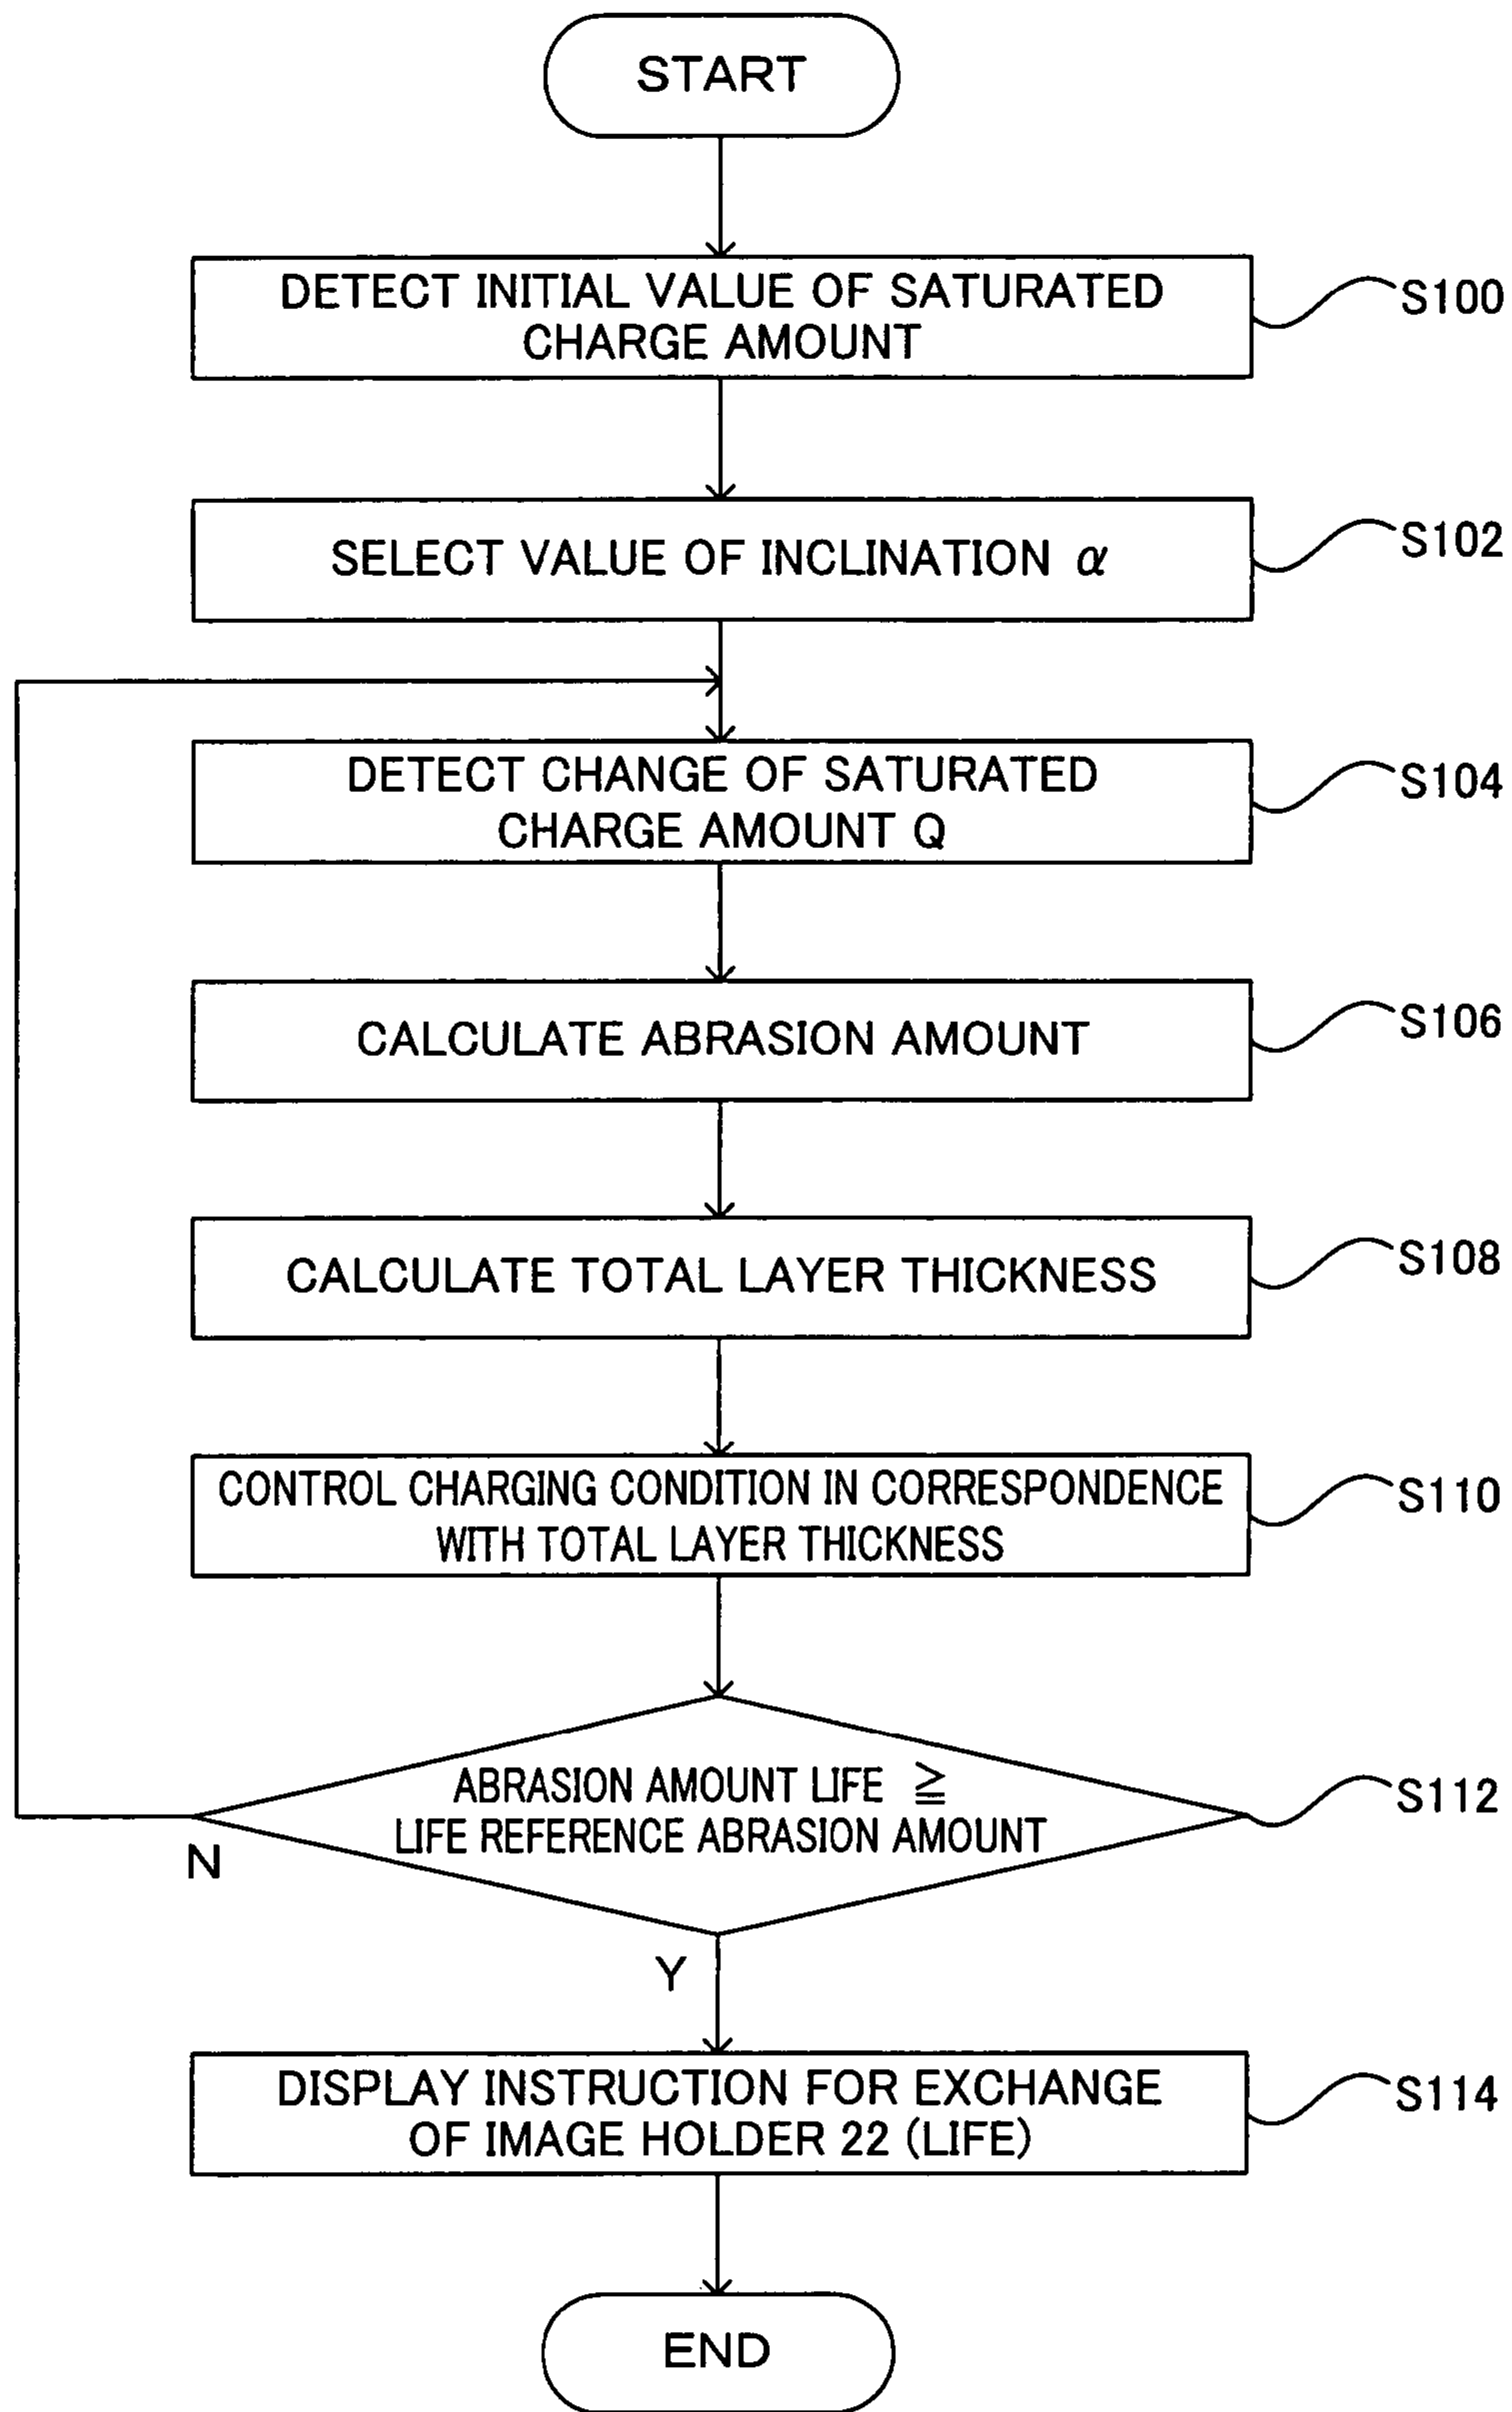 START
DETECT INITIAL VALUE OF SATURATED
CHARGE AMOUNT
S100
SELECT VALUE OF INCLINATION α
S102
DETECT CHANGE OF SATURATED
CHARGE AMOUNT Q
S104
CALCULATE ABRASION AMOUNT
S106
CALCULATE TOTAL LAYER THICKNESS
S108
CONTROL CHARGING CONDITION IN CORRESPONDENCE
WITH TOTAL LAYER THICKNESS
S110
ABRASION AMOUNT LIFE ≧
LIFE REFERENCE ABRASION AMOUNT
S112
N
Y
DISPLAY INSTRUCTION FOR EXCHANGE
OF IMAGE HOLDER 22 (LIFE)
S114
END